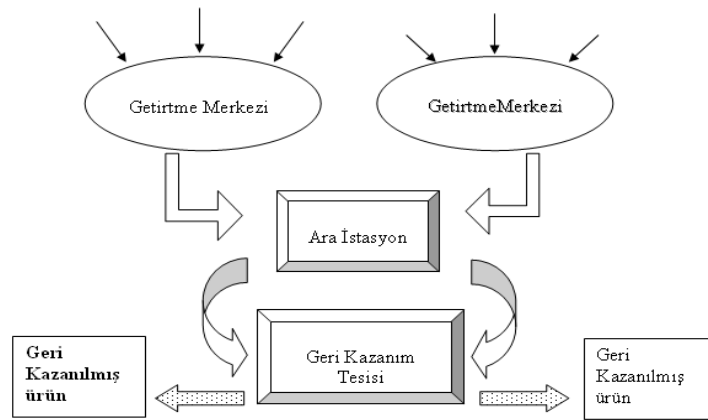 Getirtme Merkezi
GetirtmeMerkezi
Ara İstasyon
Geri Kazanılmış ürün
Geri Kazanım
Tesisi
Geri
Kazanılmış
ürün